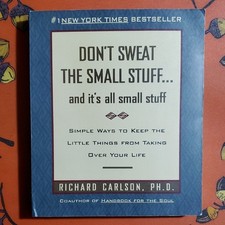 #1 NEW YORK TIMES BESTSELLER
DON'T SWEAT
THE SMALL STUFF...
and it's all small stuff
SIMPLE WAYS TO KEEP THE
LITTLE THINGS FROM TAKING
OVER YOUR LIFE
RICHARD CARLSON, PH.D.
COAUTHOR OF HANDBOOK FOR THE SOUL